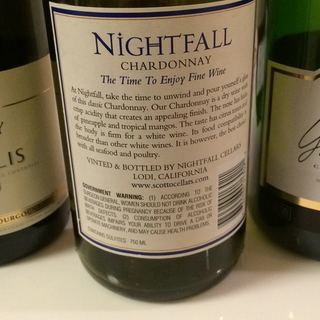 NiGHTFALL
CHARDONNAY
The Time To Enjoy Fine Wine
At Nightfall, take the time to unwind and pour yourself a glass
of this classic Chardonnay. Our Chardonnay is a dry wine with
crisp acidity that creates an appealing finish. The nose has hints
of pineapple and tropical mangos. The taste has citrus tones and
the body is firm for a white wine. Its food compatibility is
broader than other white wines. It is however, the best choice
with all seafood and poultry.
VINTED & BOTTLED BY NIGHTFALL CELLARS
LODI, CALIFORNIA
www.scottocellars.com
GOVERNMENT WARNING: (1) ACCORDING TO THE
SURGEON GENERAL, WOMEN SHOULD NOT DRINK ALCOHOLIC
BEVERAGES DURING PREGNANCY BECAUSE OF THE RISK OF
BIRTH DEFECTS. (2) CONSUMPTION OF ALCOHOLIC
BEVERAGES IMPAIRS YOUR ABILITY TO DRIVE A CAR OR
OPERATE MACHINERY, AND MAY CAUSE HEALTH PROBLEMS.
CONTAINS SULFITES · 750 ML
LIS